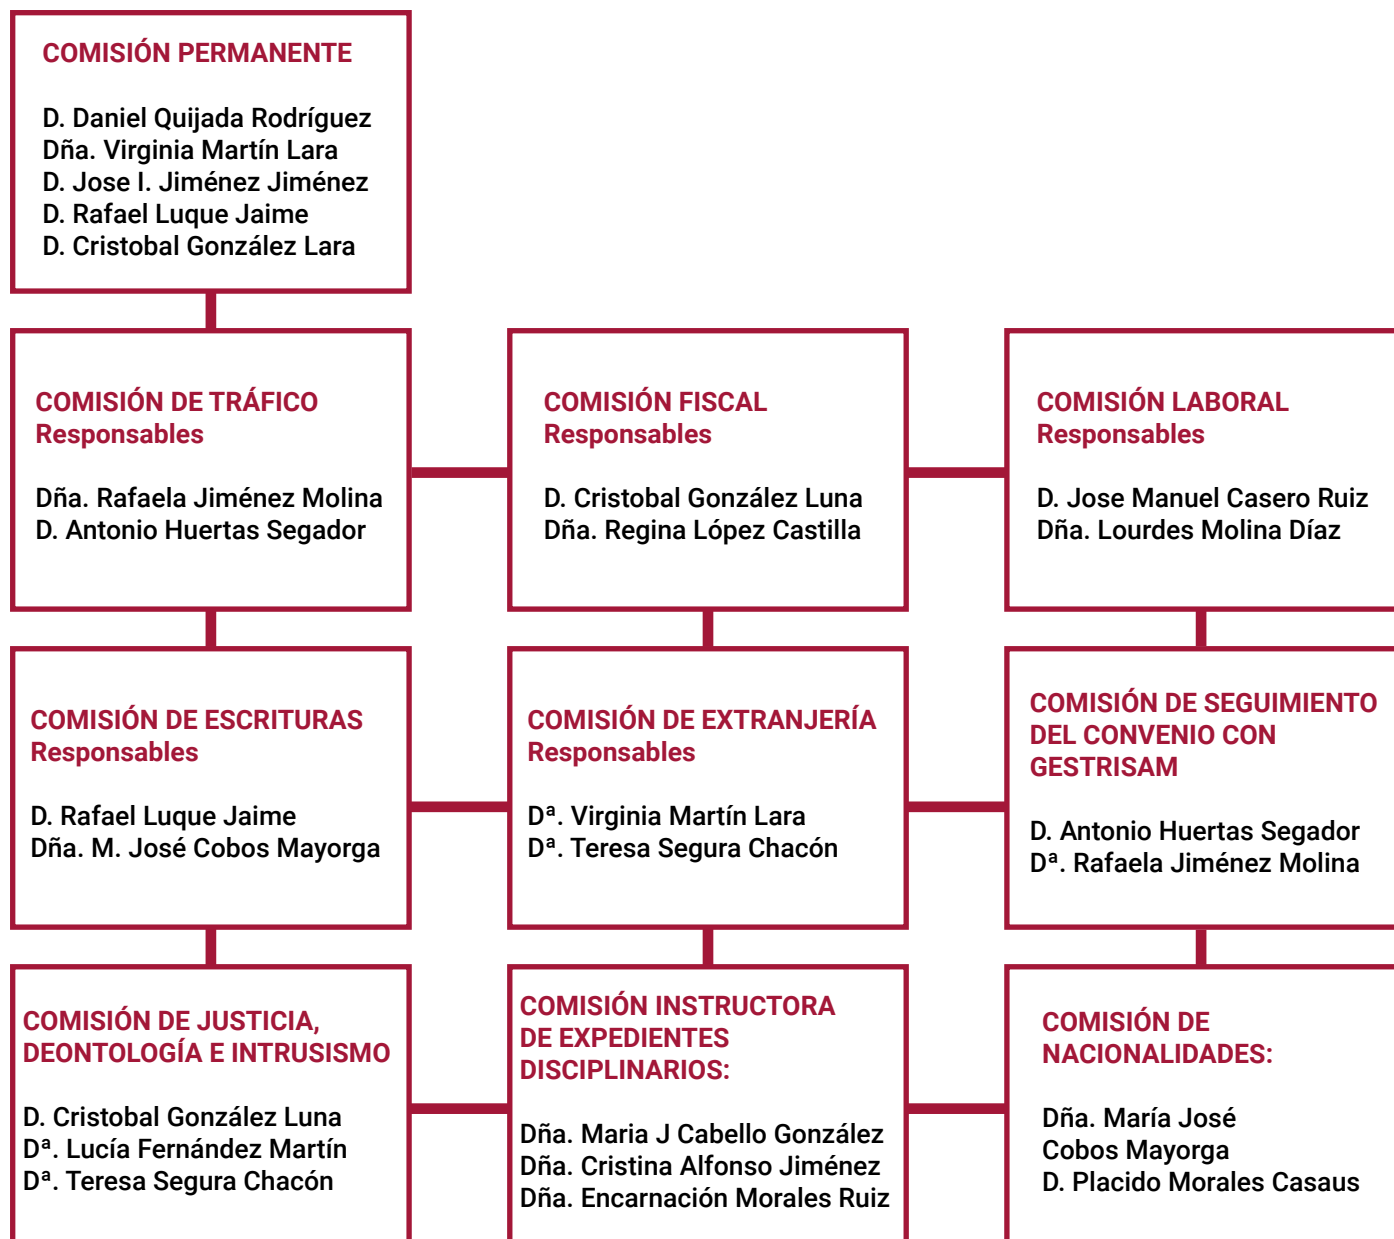 COMISIÓN PERMANENTE
D. Daniel Quijada Rodríguez
Dña. Virginia Martín Lara
D. Jose I. Jiménez Jiménez
D. Rafael Luque Jaime
D. Cristobal González Lara
COMISIÓN DE TRÁFICO
Responsables
Dña. Rafaela Jiménez Molina
D. Antonio Huertas Segador
COMISIÓN FISCAL
Responsables
D. Cristobal González Luna
Dña. Regina López Castilla
COMISIÓN LABORAL
Responsables
D. Jose Manuel Casero Ruiz
Dña. Lourdes Molina Díaz
COMISIÓN DE ESCRITURAS
Responsables
D. Rafael Luque Jaime
Dña. M. José Cobos Mayorga
COMISIÓN DE EXTRANJERÍA
Responsables
Dª. Virginia Martín Lara
Dª. Teresa Segura Chacón
COMISIÓN DE SEGUIMIENTO
DEL CONVENIO CON
GESTRISAM
D. Antonio Huertas Segador
Dª. Rafaela Jiménez Molina
COMISIÓN DE JUSTICIA,
DEONTOLOGÍA E INTRUSISMO
D. Cristobal González Luna
Dª. Lucía Fernández Martín
Dª. Teresa Segura Chacón
COMISIÓN INSTRUCTORA
DE EXPEDIENTES
DISCIPLINARIOS:
Dña. Maria J Cabello González
Dña. Cristina Alfonso Jiménez
Dña. Encarnación Morales Ruiz
COMISIÓN DE
NACIONALIDADES:
Dña. María José
Cobos Mayorga
D. Placido Morales Casaus